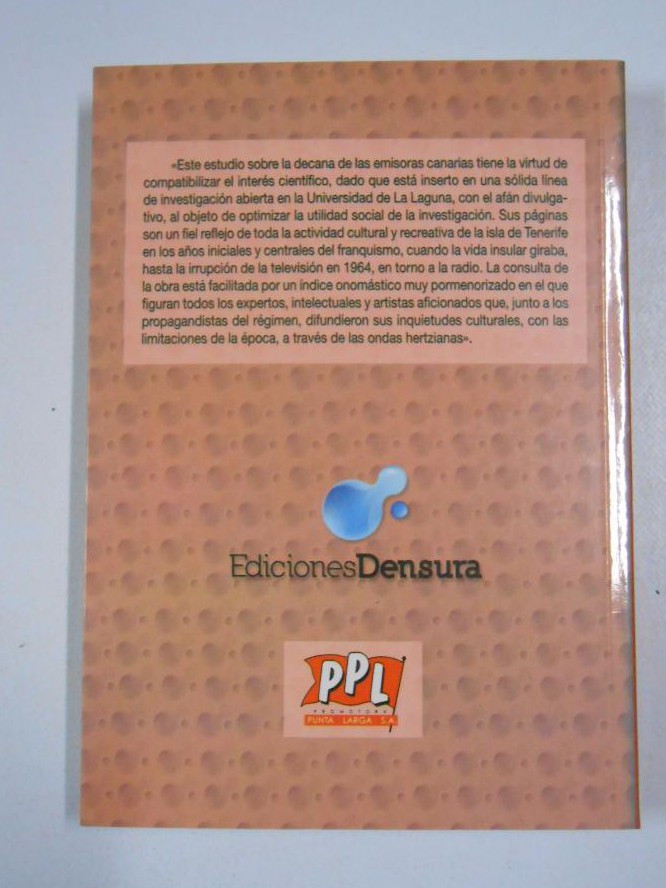 «Este estudio sobre la decana de las emisoras canarias tiene la virtud de
compatibilizar el interés científico, dado que está inserto en una sólida línea
de investigación abierta en la Universidad de La Laguna, con el afán divulga-
tivo, al objeto de optimizar la utilidad social de la investigación. Sus páginas
son un fiel reflejo de toda la actividad cultural y recreativa de la isla de Tenerife
en los años iniciales y centrales del franquismo, cuando la vida insular giraba,
hasta la irrupción de la televisión en 1964, en torno a la radio. La consulta de
la obra está facilitada por un índice onomástico muy pormenorizado en el que
figuran todos los expertos, intelectuales y artistas aficionados que, junto a los
propagandistas del régimen, difundieron sus inquietudes culturales, con las
limitaciones de la época, a través de las ondas hertzianas».
EdicionesDensura
PPL
PROMOTORA
PUNTA LARGA S.A.